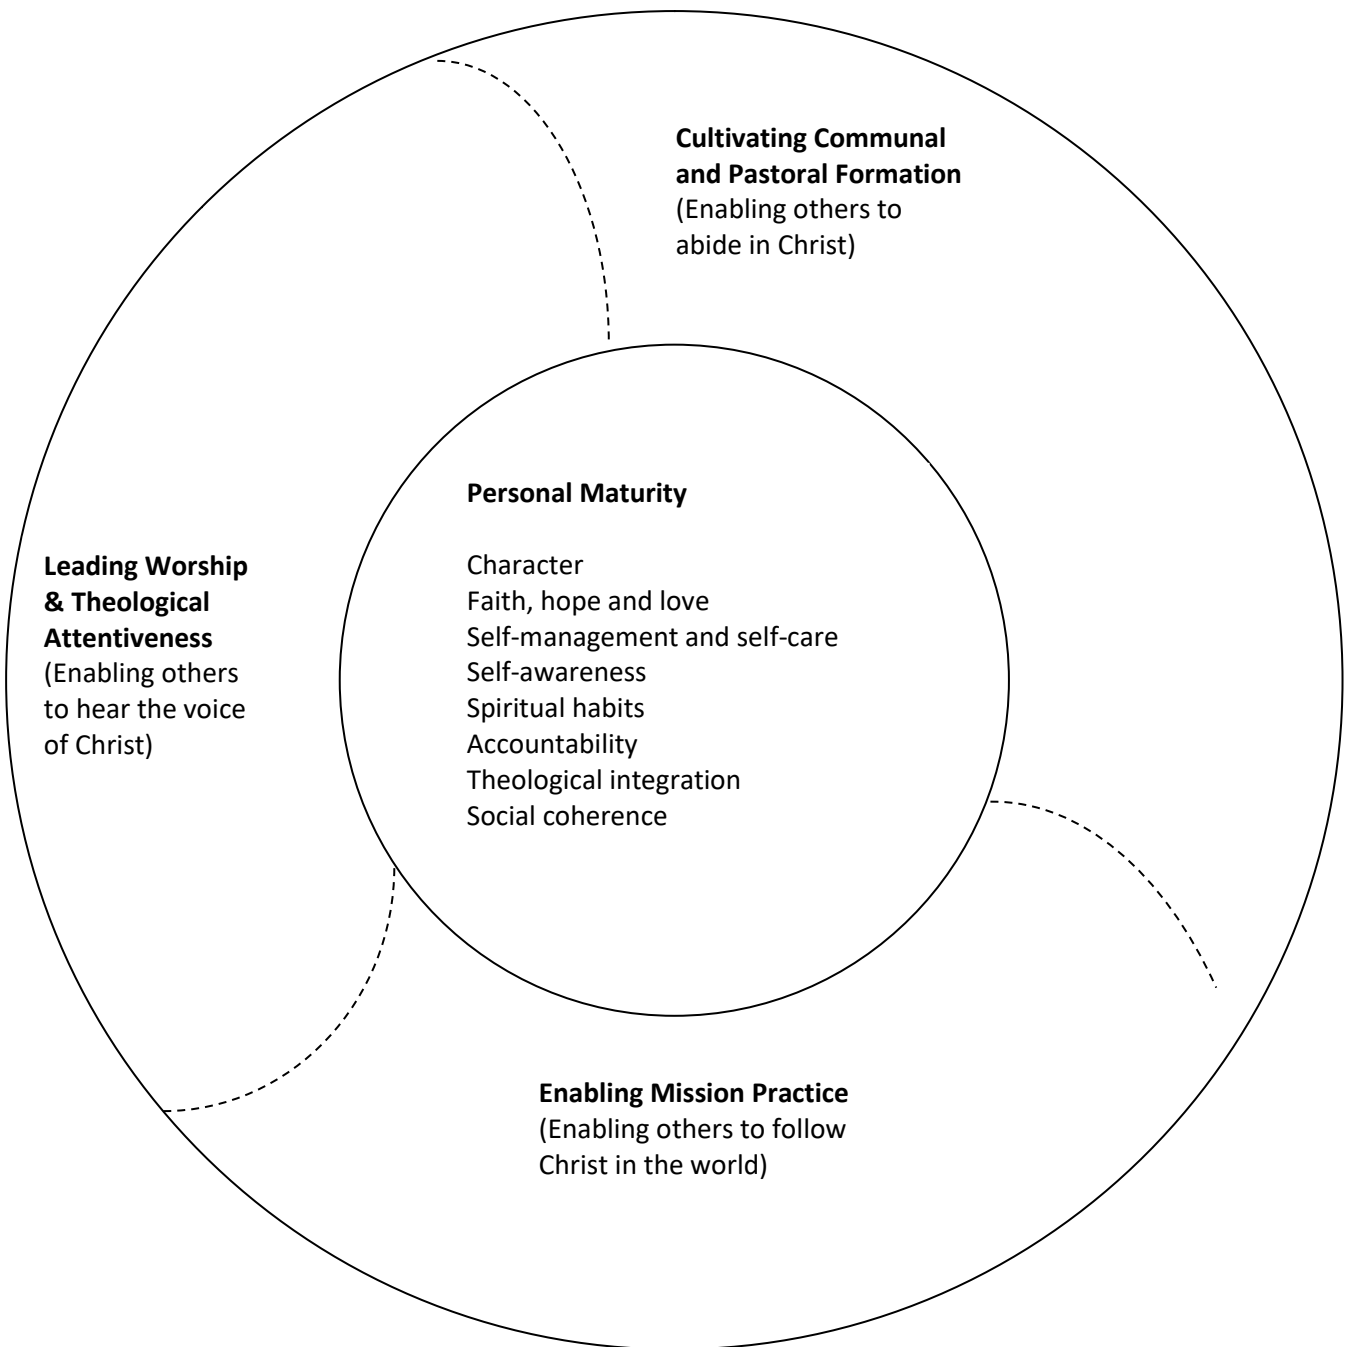 Cultivating Communal
and Pastoral Formation
(Enabling others to
abide in Christ)
Personal Maturity
Character
Faith, hope and love
Self-management and self-care
Self-awareness
Spiritual habits
Accountability
Theological integration
Social coherence
Leading Worship
& Theological
Attentiveness
(Enabling others
to hear the voice
of Christ)
Enabling Mission Practice
(Enabling others to follow
Christ in the world)